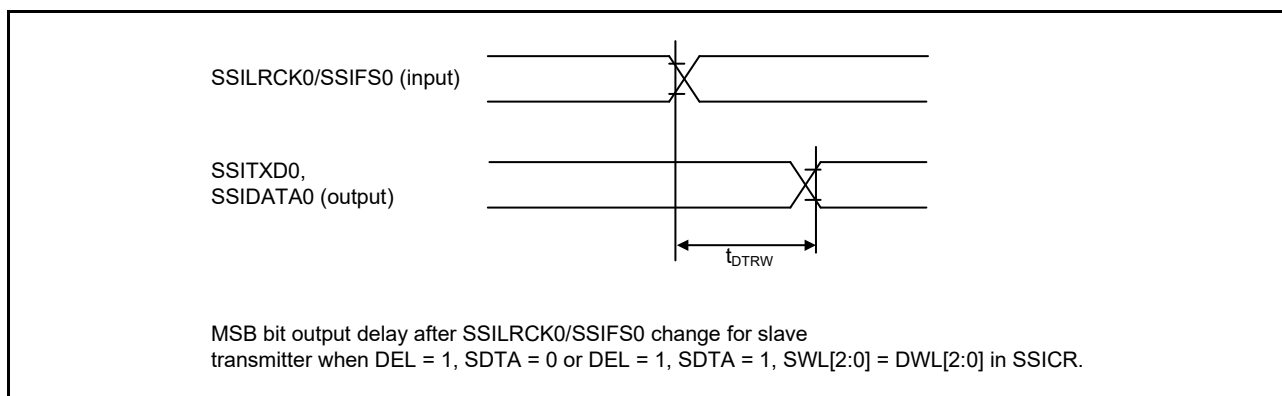 SSILRCK0/SSIFS0 (input)
SSITXD0,
SSIDATA0 (output)
tDTRW
MSB bit output delay after SSILRCK0/SSIFS0 change for slave
transmitter when DEL = 1, SDTA = 0 or DEL = 1, SDTA = 1, SWL[2:0] = DWL[2:0] in SSICR.